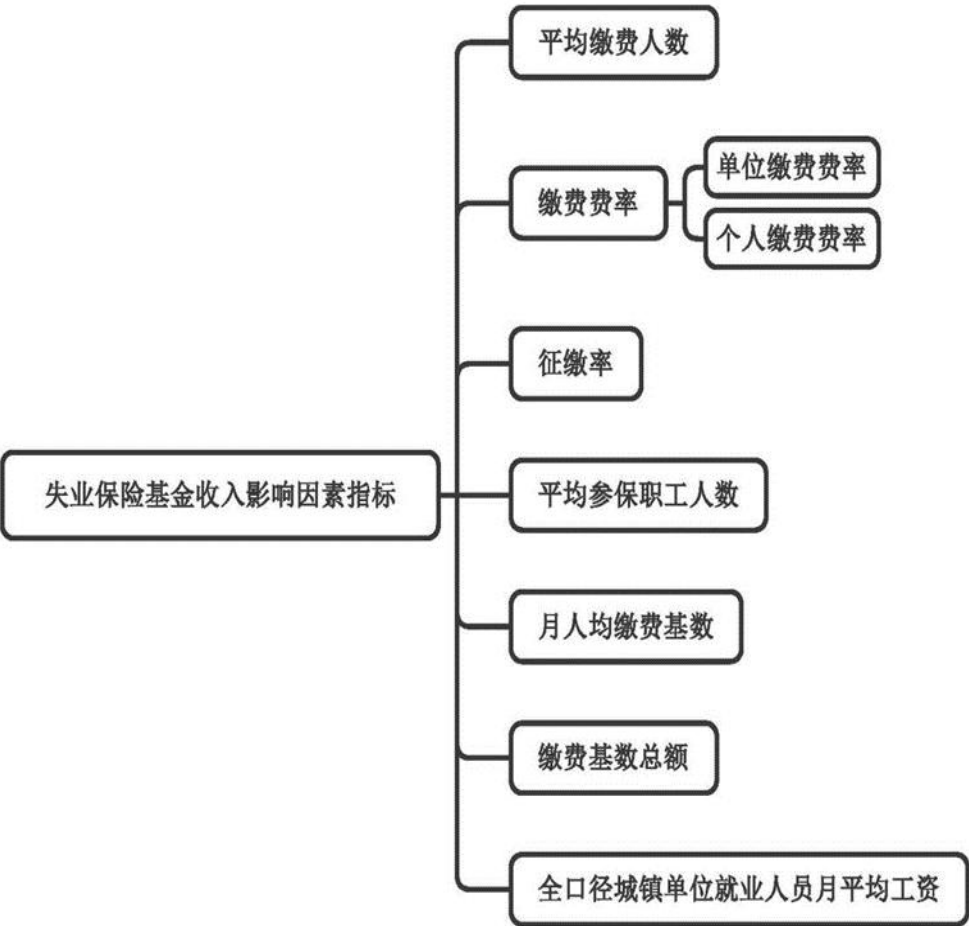 平均缴费人数
单位缴费费率
缴费费率
个人缴费费率
征缴率
失业保险基金收入影响因素指标
平均参保职工人数
月人均缴费基数
缴费基数总额
全口径城镇单位就业人员月平均工资